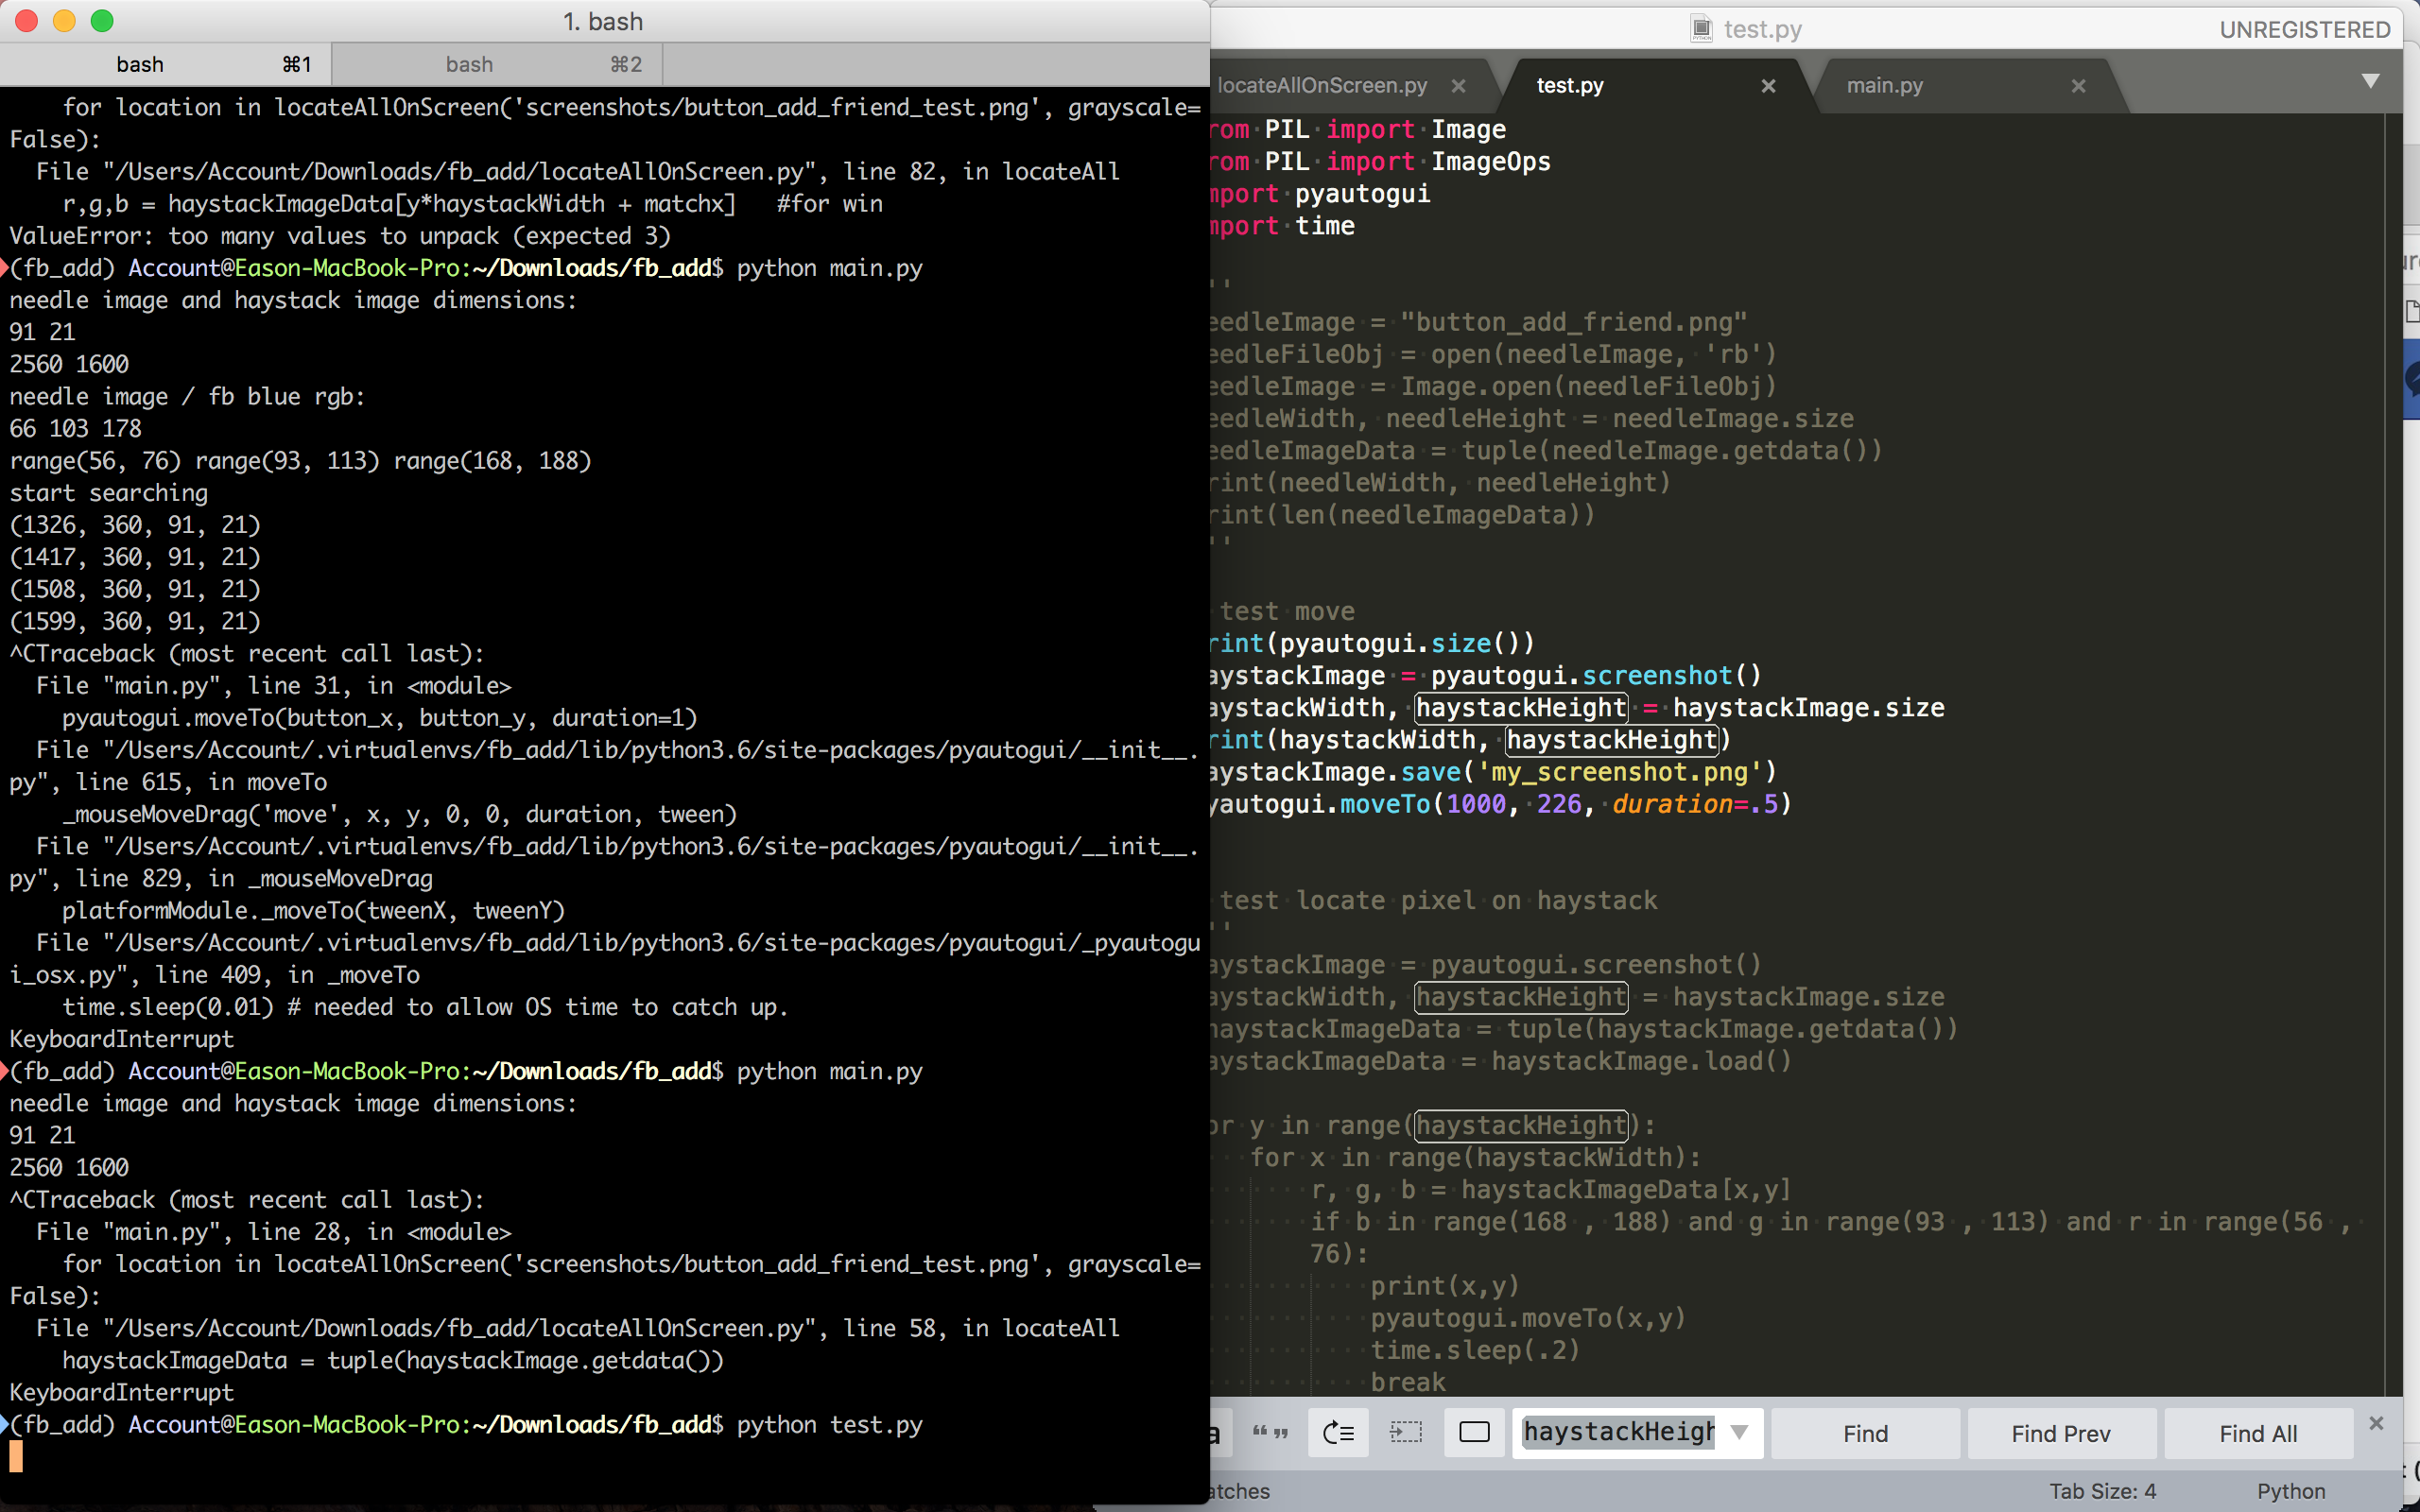 1. bash
bash ⌘1 bash ⌘2
for location in locateAllOnScreen('screenshots/button_add_friend_test.png', grayscale=
False):
File "/Users/Account/Downloads/fb_add/locateAllOnScreen.py", line 82, in locateAll
r,g,b = haystackImageData[y*haystackWidth + matchx] #for win
ValueError: too many values to unpack (expected 3)
(fb_add) Account@Eason-MacBook-Pro:~/Downloads/fb_add$ python main.py
needle image and haystack image dimensions:
91 21
2560 1600
needle image / fb blue rgb:
66 103 178
range(56, 76) range(93, 113) range(168, 188)
start searching
(1326, 360, 91, 21)
(1417, 360, 91, 21)
(1508, 360, 91, 21)
(1599, 360, 91, 21)
^CTraceback (most recent call last):
File "main.py", line 31, in <module>
pyautogui.moveTo(button_x, button_y, duration=1)
File "/Users/Account/.virtualenvs/fb_add/lib/python3.6/site-packages/pyautogui/__init__.
py", line 615, in moveTo
_mouseMoveDrag('move', x, y, 0, 0, duration, tween)
File "/Users/Account/.virtualenvs/fb_add/lib/python3.6/site-packages/pyautogui/__init__.
py", line 829, in _mouseMoveDrag
platformModule._moveTo(tweenX, tweenY)
File "/Users/Account/.virtualenvs/fb_add/lib/python3.6/site-packages/pyautogui/_pyautogu
i_osx.py", line 409, in _moveTo
time.sleep(0.01) # needed to allow OS time to catch up.
KeyboardInterrupt
(fb_add) Account@Eason-MacBook-Pro:~/Downloads/fb_add$ python main.py
needle image and haystack image dimensions:
91 21
2560 1600
^CTraceback (most recent call last):
File "main.py", line 28, in <module>
for location in locateAllOnScreen('screenshots/button_add_friend_test.png', grayscale=
False):
File "/Users/Account/Downloads/fb_add/locateAllOnScreen.py", line 58, in locateAll
haystackImageData = tuple(haystackImage.getdata())
KeyboardInterrupt
(fb_add) Account@Eason-MacBook-Pro:~/Downloads/fb_add$ python test.py
test.py UNREGISTERED
locateAllOnScreen.py test.py main.py
rom PIL import Image
rom PIL import ImageOps
mport pyautogui
mport time
''
eedleImage = "button_add_friend.png"
eedleFileObj = open(needleImage, 'rb')
eedleImage = Image.open(needleFileObj)
eedleWidth, needleHeight = needleImage.size
eedleImageData = tuple(needleImage.getdata())
rint(needleWidth, needleHeight)
rint(len(needleImageData))
''
test move
rint(pyautogui.size())
aystackImage = pyautogui.screenshot()
aystackWidth, haystackHeight = haystackImage.size
rint(haystackWidth, haystackHeight)
aystackImage.save('my_screenshot.png')
yautogui.moveTo(1000, 226, duration=.5)
test locate pixel on haystack
''
aystackImage = pyautogui.screenshot()
aystackWidth, haystackHeight = haystackImage.size
haystackImageData = tuple(haystackImage.getdata())
aystackImageData = haystackImage.load()
or y in range(haystackHeight):
for x in range(haystackWidth):
r, g, b = haystackImageData[x,y]
if b in range(168 , 188) and g in range(93 , 113) and r in range(56 ,
76):
print(x,y)
pyautogui.moveTo(x,y)
time.sleep(.2)
break
haystackHeigh Find Find Prev Find All
atches Tab Size: 4 Python